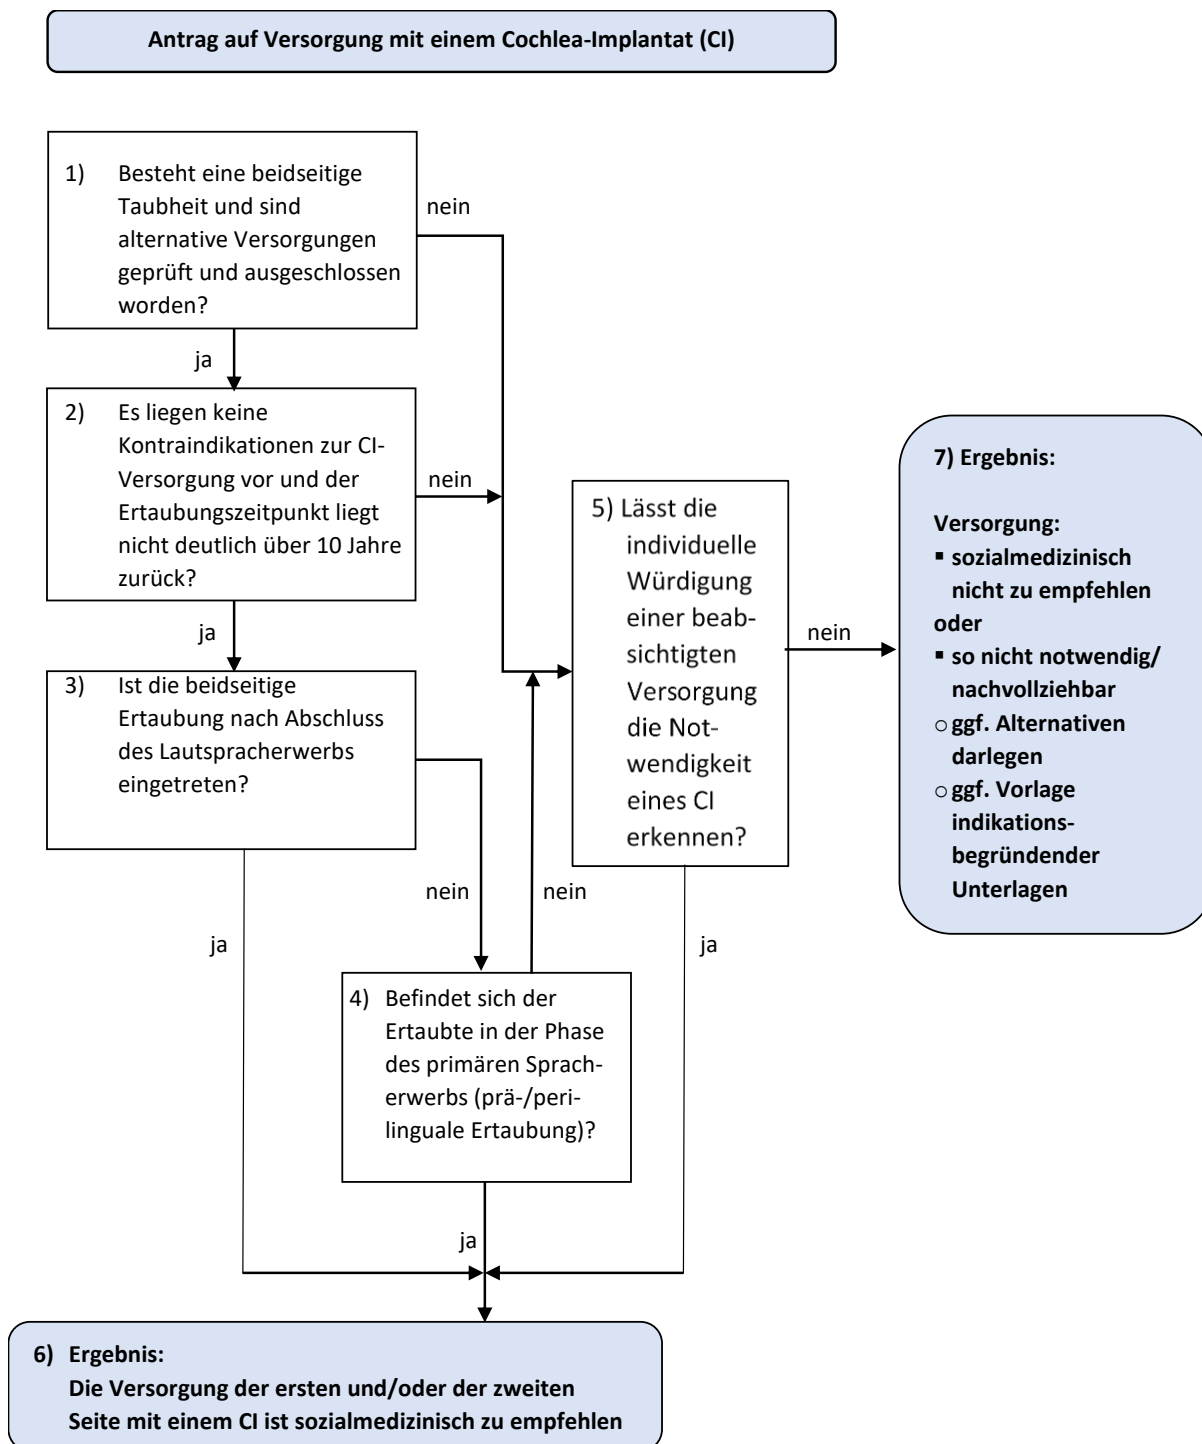 Antrag auf Versorgung mit einem Cochlea-Implantat (CI)
1) Besteht eine beidseitige
Taubheit und sind
alternative Versorgungen
geprüft und ausgeschlossen
worden?
nein
ja
2) Es liegen keine
Kontraindikationen zur CI-
Versorgung vor und der
Ertaubungszeitpunkt liegt
nicht deutlich über 10 Jahre
zurück?
nein
ja
3) Ist die beidseitige
Ertaubung nach Abschluss
des Lautspracherwerbs
eingetreten?
nein
ja
4) Befindet sich der
Ertaubte in der Phase
des primären Sprach-
erwerbs (prä-/peri-
linguale Ertaubung)?
nein
ja
5) Lässt die
individuelle
Würdigung
einer beab-
sichtigten
Versorgung
die Not-
wendigkeit
eines CI
erkennen?
nein
ja
6) Ergebnis:
Die Versorgung der ersten und/oder der zweiten
Seite mit einem CI ist sozialmedizinisch zu empfehlen
7) Ergebnis:
Versorgung:
▪ sozialmedizinisch
nicht zu empfehlen
oder
▪ so nicht notwendig/
nachvollziehbar
○ ggf. Alternativen
darlegen
○ ggf. Vorlage
indikations-
begründender
Unterlagen